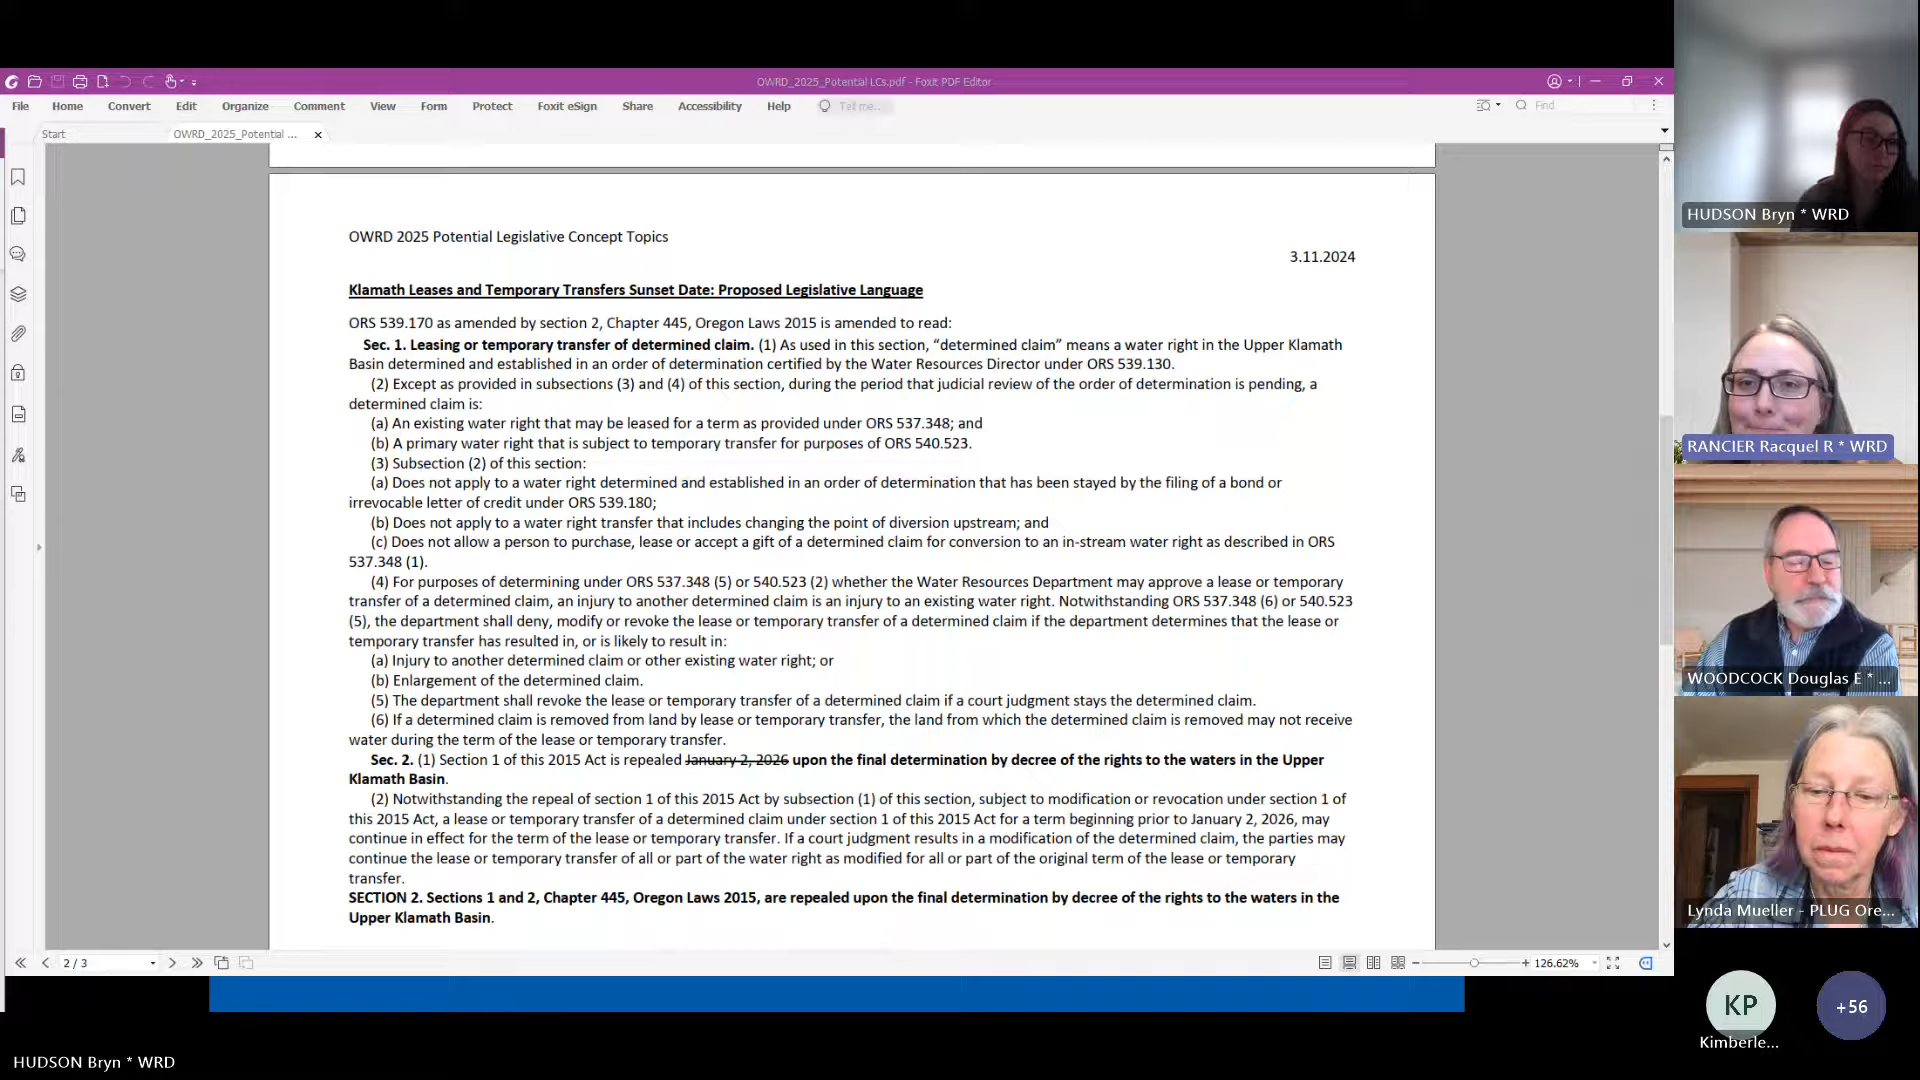 OWRD_2025_Potential LCs.pdf - Foxit PDF Editor
File Home Convert Edit Organize Comment View Form Protect Foxit eSign Share Accessibility Help Tell me... Find
Start OWRD_2025_Potential ...
OWRD 2025 Potential Legislative Concept Topics
3.11.2024
Klamath Leases and Temporary Transfers Sunset Date: Proposed Legislative Language
ORS 539.170 as amended by section 2, Chapter 445, Oregon Laws 2015 is amended to read:
Sec. 1. Leasing or temporary transfer of determined claim. (1) As used in this section, “determined claim” means a water right in the Upper Klamath
Basin determined and established in an order of determination certified by the Water Resources Director under ORS 539.130.
(2) Except as provided in subsections (3) and (4) of this section, during the period that judicial review of the order of determination is pending, a
determined claim is:
(a) An existing water right that may be leased for a term as provided under ORS 537.348; and
(b) A primary water right that is subject to temporary transfer for purposes of ORS 540.523.
(3) Subsection (2) of this section:
(a) Does not apply to a water right determined and established in an order of determination that has been stayed by the filing of a bond or
irrevocable letter of credit under ORS 539.180;
(b) Does not apply to a water right transfer that includes changing the point of diversion upstream; and
(c) Does not allow a person to purchase, lease or accept a gift of a determined claim for conversion to an in-stream water right as described in ORS
537.348 (1).
(4) For purposes of determining under ORS 537.348 (5) or 540.523 (2) whether the Water Resources Department may approve a lease or temporary
transfer of a determined claim, an injury to another determined claim is an injury to an existing water right. Notwithstanding ORS 537.348 (6) or 540.523
(5), the department shall deny, modify or revoke the lease or temporary transfer of a determined claim if the department determines that the lease or
temporary transfer has resulted in, or is likely to result in:
(a) Injury to another determined claim or other existing water right; or
(b) Enlargement of the determined claim.
(5) The department shall revoke the lease or temporary transfer of a determined claim if a court judgment stays the determined claim.
(6) If a determined claim is removed from land by lease or temporary transfer, the land from which the determined claim is removed may not receive
water during the term of the lease or temporary transfer.
Sec. 2. (1) Section 1 of this 2015 Act is repealed January 2, 2026 upon the final determination by decree of the rights to the waters in the Upper
Klamath Basin.
(2) Notwithstanding the repeal of section 1 of this 2015 Act by subsection (1) of this section, subject to modification or revocation under section 1 of
this 2015 Act, a lease or temporary transfer of a determined claim under section 1 of this 2015 Act for a term beginning prior to January 2, 2026, may
continue in effect for the term of the lease or temporary transfer. If a court judgment results in a modification of the determined claim, the parties may
continue the lease or temporary transfer of all or part of the water right as modified for all or part of the original term of the lease or temporary
transfer.
SECTION 2. Sections 1 and 2, Chapter 445, Oregon Laws 2015, are repealed upon the final determination by decree of the rights to the waters in the
Upper Klamath Basin.
2 / 3
126.62%
HUDSON Bryn * WRD
RANCIER Racquel R * WRD
WOODCOCK Douglas E * ...
Lynda Mueller - PLUG Ore...
KP
+56
Kimberle...
HUDSON Bryn * WRD